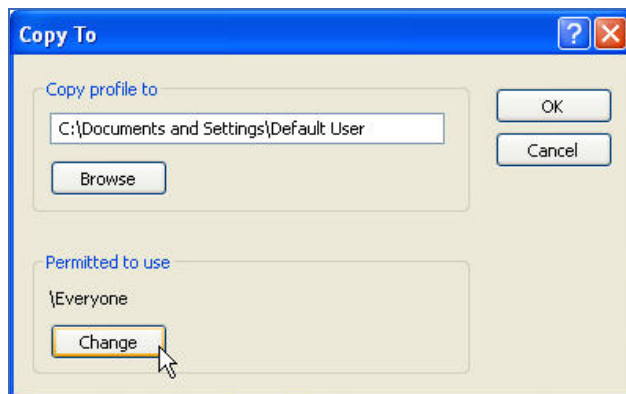 Copy To
Copy profile to
C:\Documents and Settings\Default User
Browse
OK
Cancel
Permitted to use
\Everyone
Change